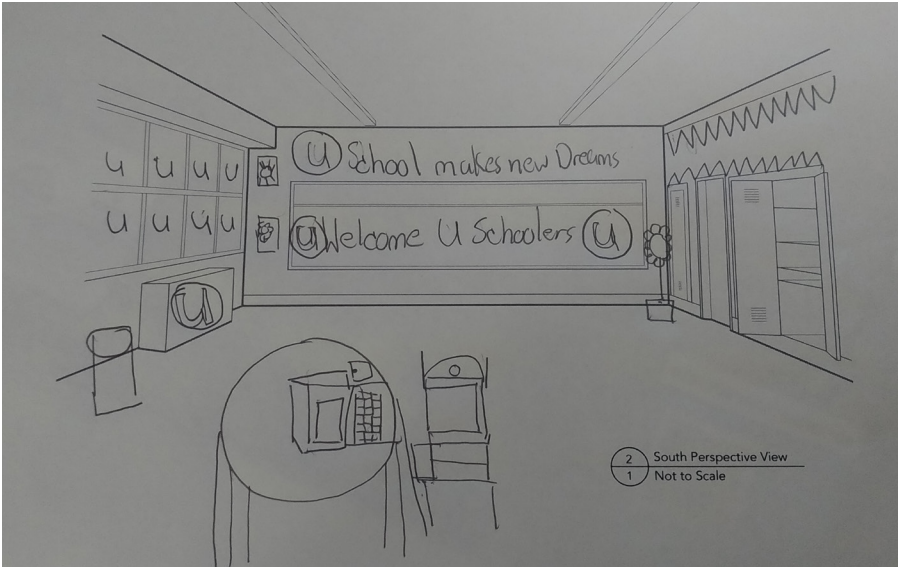 U School makes new Dreams
u u u u
u u u u
U Welcome U Schoolers U
U
2 South Perspective View
1 Not to Scale